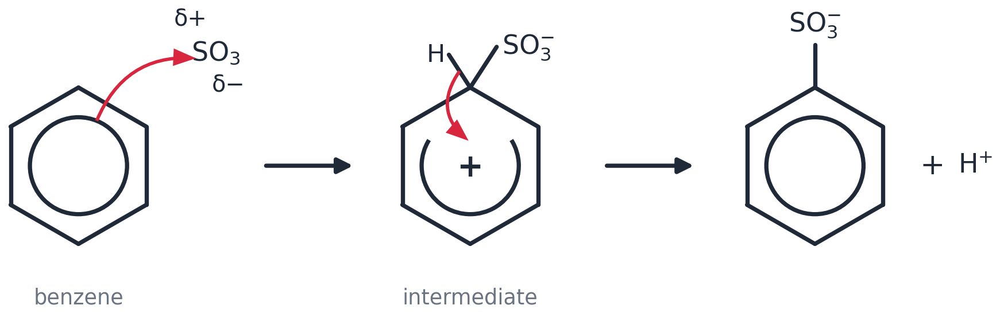 δ+
SO₃
δ−
H
SO₃⁻
+
SO₃⁻
+ H⁺
benzene
intermediate